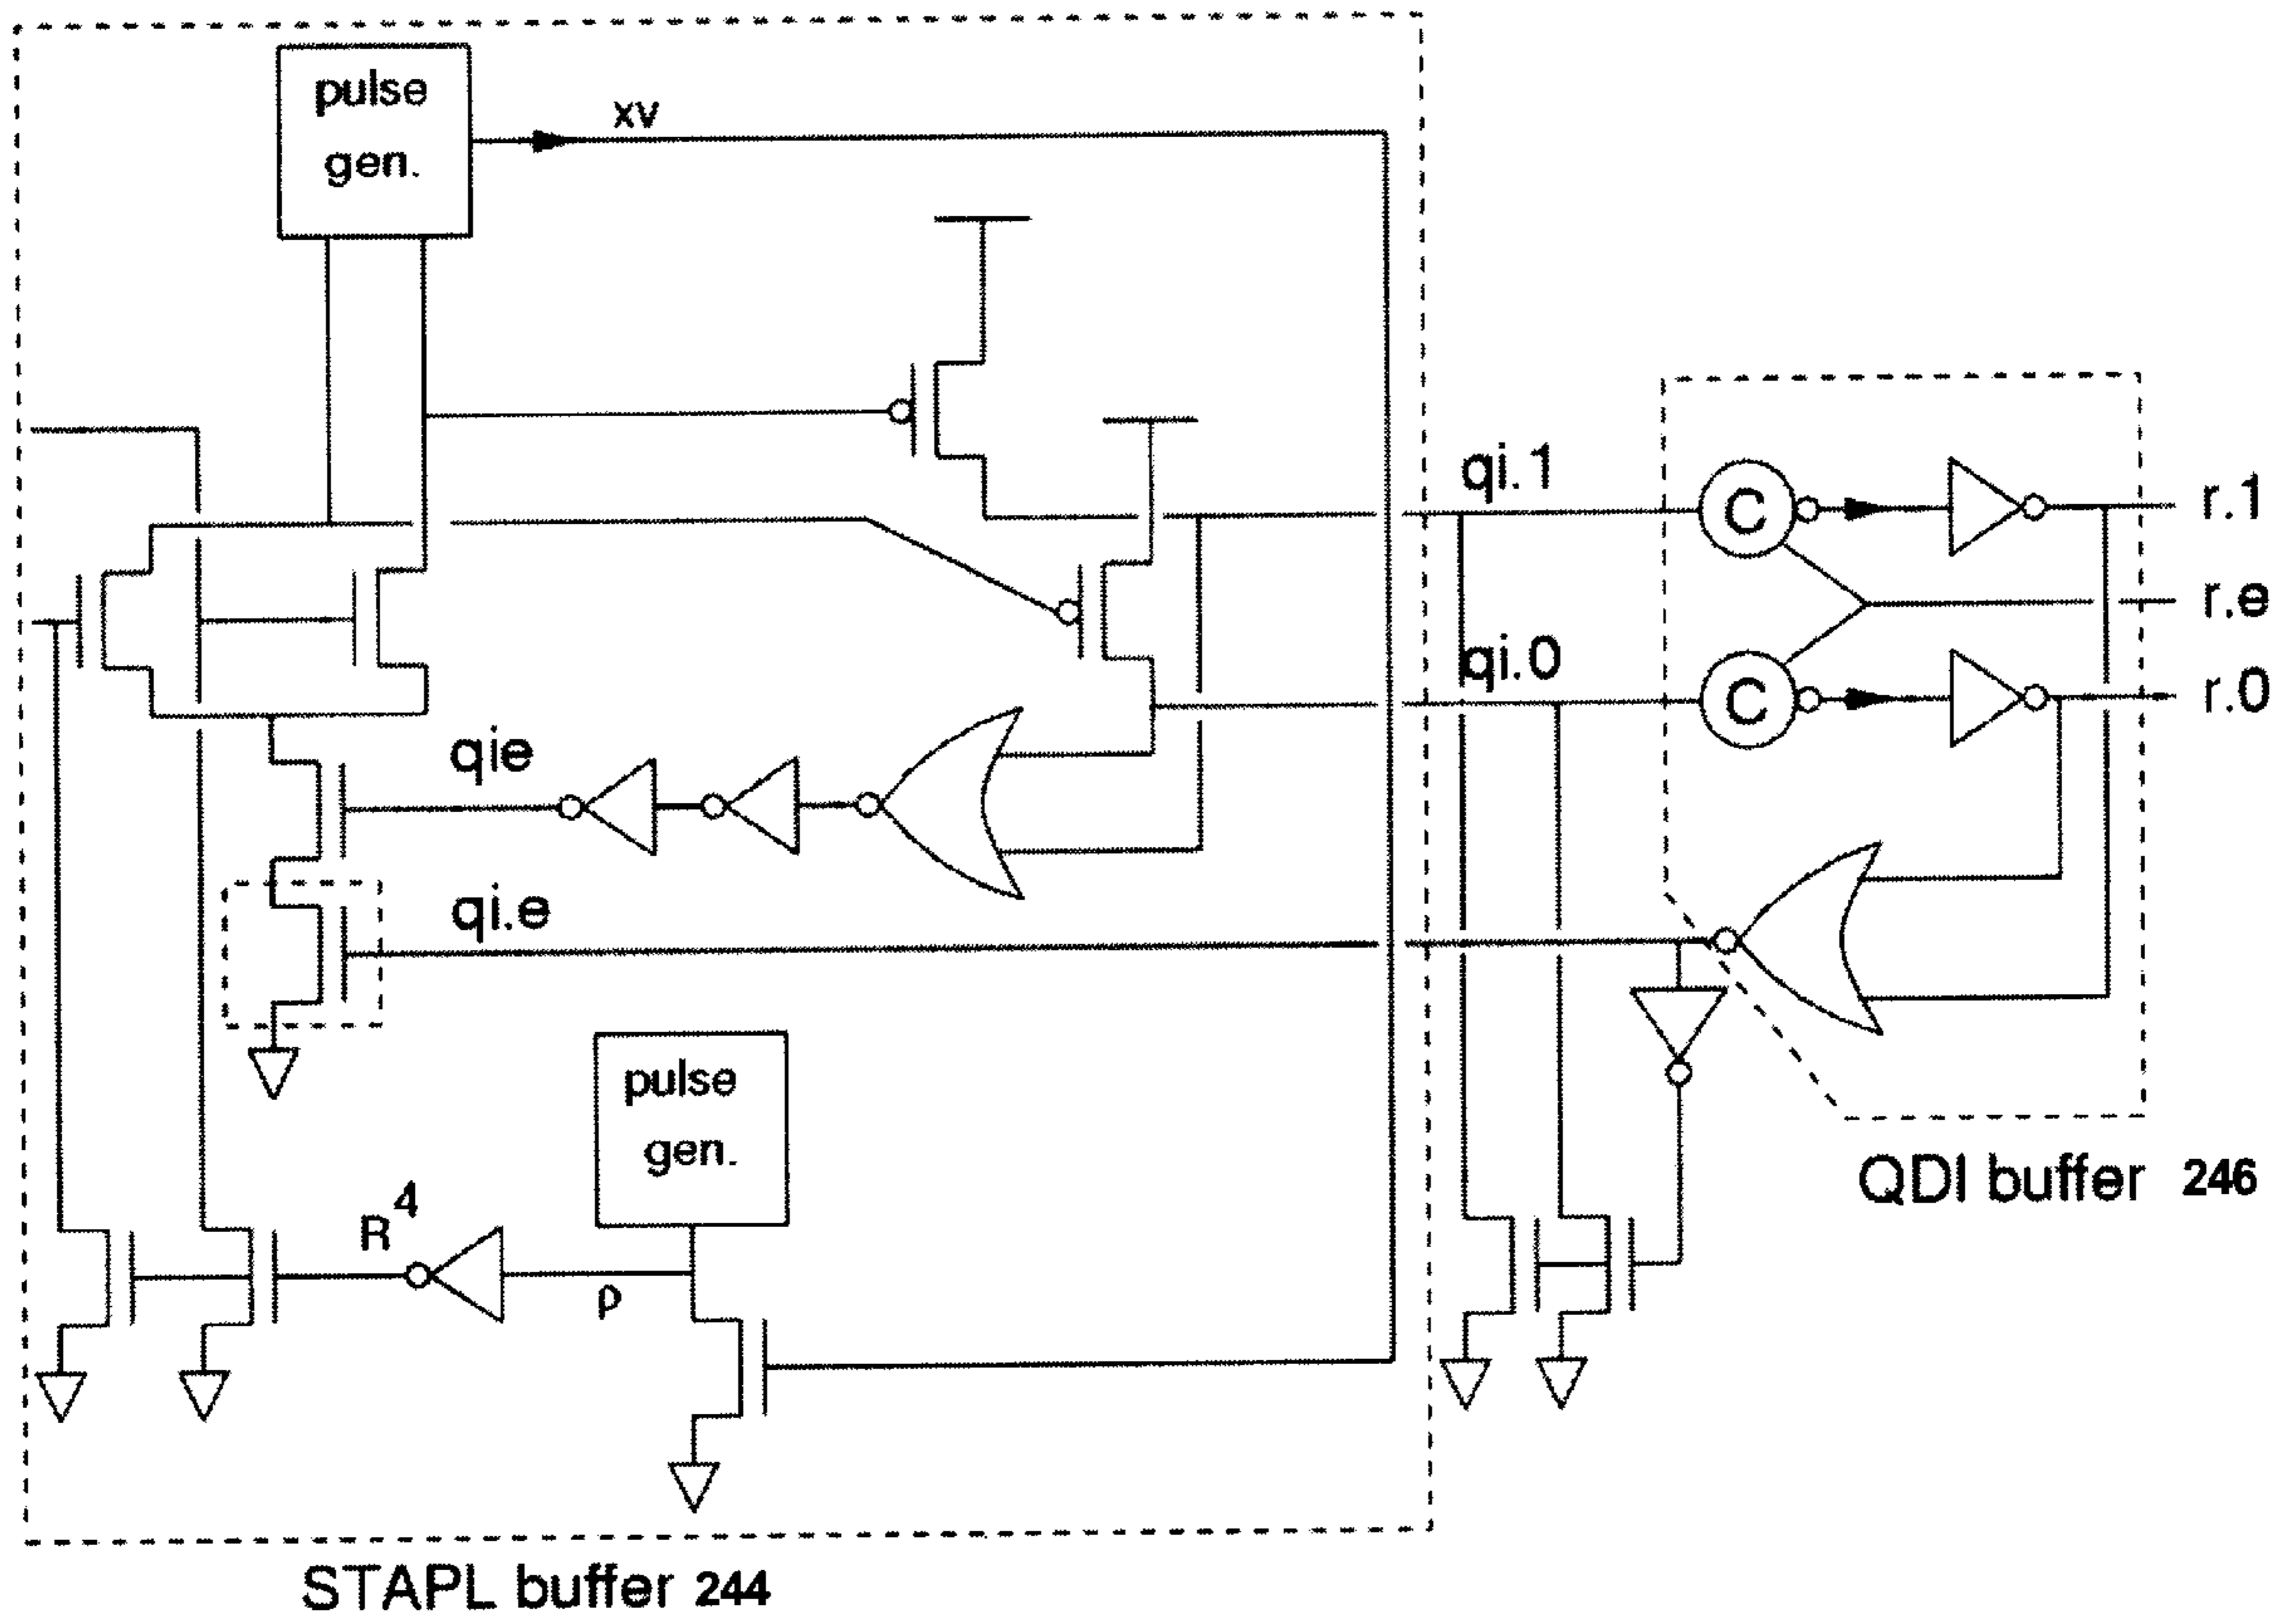 pulse
gen.
xv
qi.1
C
r.1
r.e
qi.0
C
r.0
qie
qi.e
pulse
gen.
R4
p
QDI buffer 246
STAPL buffer 244